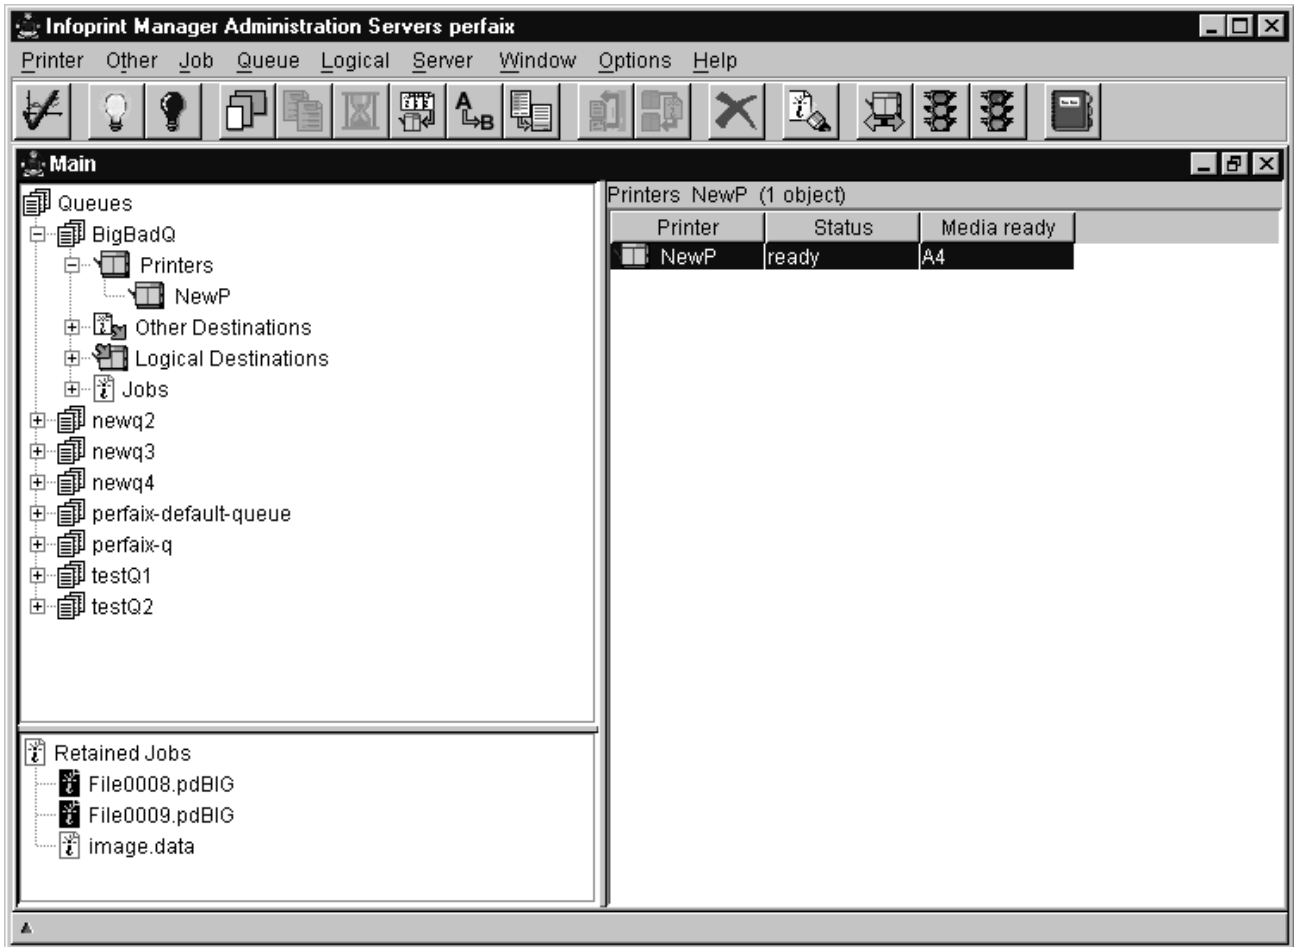 Infoprint Manager Administration Servers perfaix
Printer Other Job Queue Logical Server Window Options Help
A
B
Main
Queues
BigBadQ
Printers
NewP
Other Destinations
Logical Destinations
Jobs
newq2
newq3
newq4
perfaix-default-queue
perfaix-q
testQ1
testQ2
Retained Jobs
File0008.pdBIG
File0009.pdBIG
image.data
Printers NewP (1 object)
Printer Status Media ready
NewP ready A4